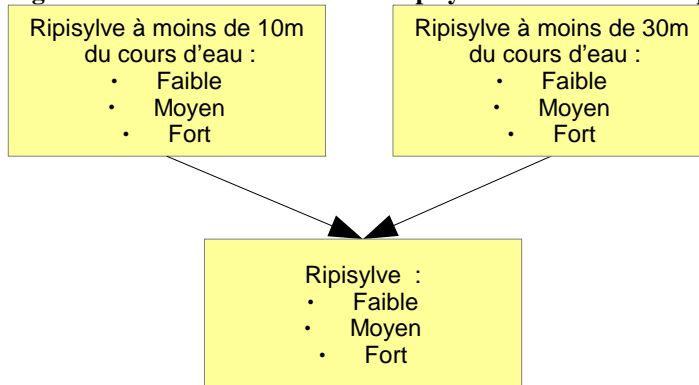 Ripisylve à moins de 10m
du cours d'eau :
• Faible
• Moyen
• Fort
Ripisylve à moins de 30m
du cours d'eau :
• Faible
• Moyen
• Fort
Ripisylve :
• Faible
• Moyen
• Fort